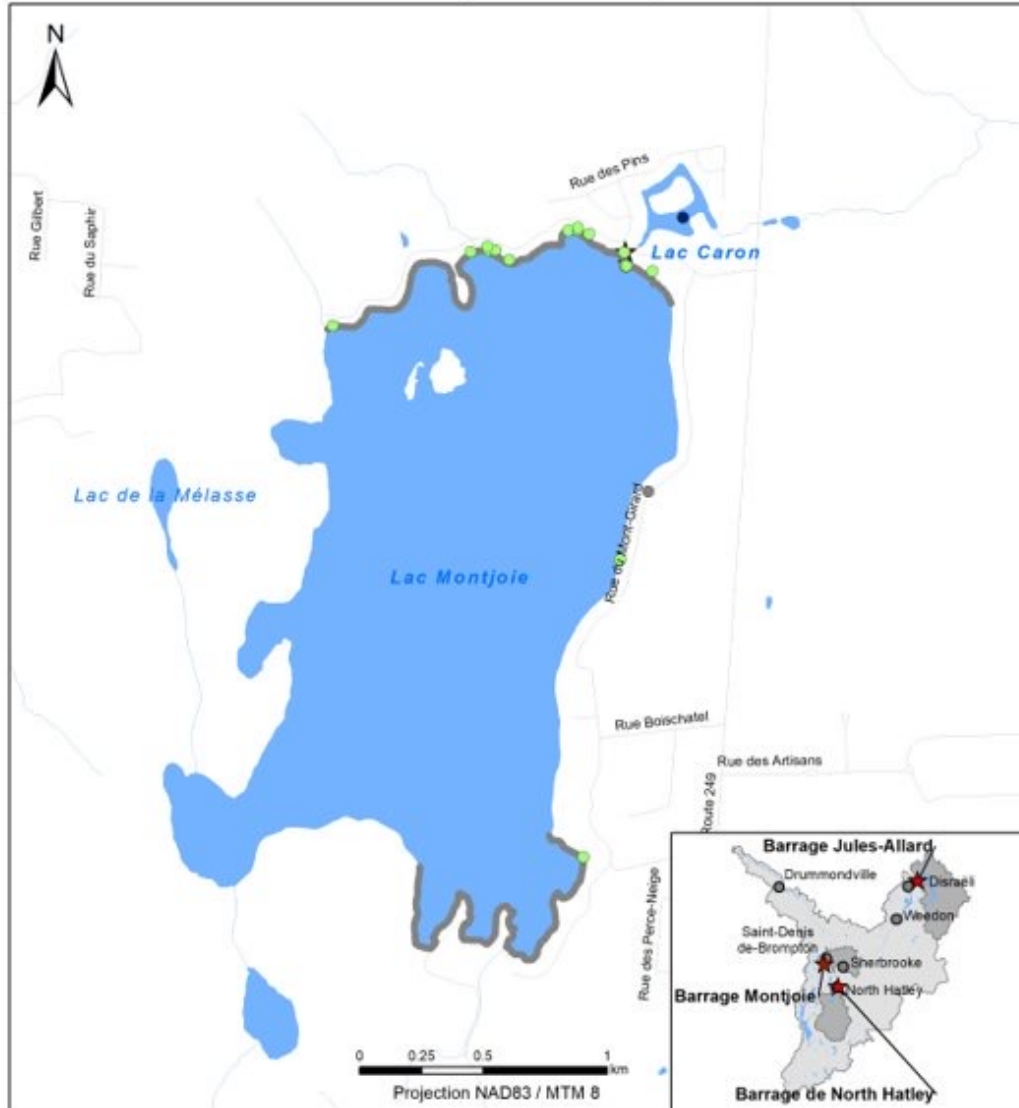 N
Rue des Pins
Rue Gilbert
Rue du Saphir
Lac Caron
Lac de la Mélasse
Rue du Mont-Girard
Lac Montjoie
Rue Boischatel
Rue des Artisans
Route 249
Rue des Perce-Neige
Barrage Jules-Allard
Drummondville
Disraëli
Weedon
Saint-Denis
de-Brompton
Sherbrooke
North Hatley
Barrage Montjoie
Barrage de North Hatley
0 0.25 0.5 1
km
Projection NAD83 / MTM 8